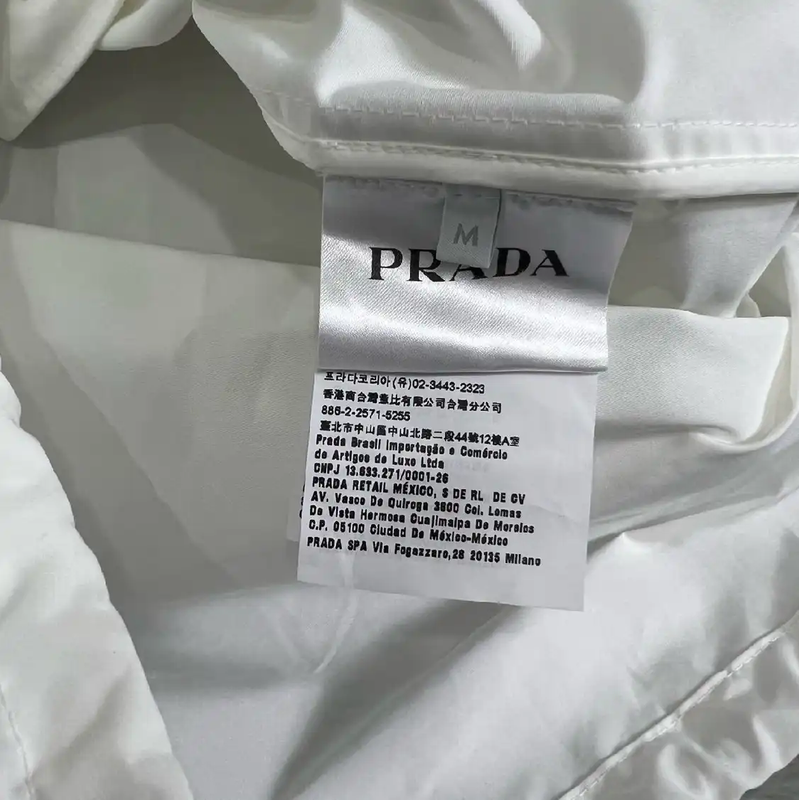 M
PRADA
프라다코리아(유)02-3443-2323
香港商台灣普比有限公司台灣分公司
886-2-2571-5255
臺北市中山區中山北路二段44號12樓A室
Prada Brasil Importação e Comércio
de Artigos de Luxo Ltda
CNPJ 13.633.271/0001-26
PRADA RETAIL MÉXICO, S DE RL DE CV
AV. Vasco De Quiroga 3800 Col. Lomas
De Vista Hermosa Cuajimalpa De Morelos
C.P. 05100 Ciudad De México-México
PRADA SPA Via Fogazzaro,28 20135 Milano